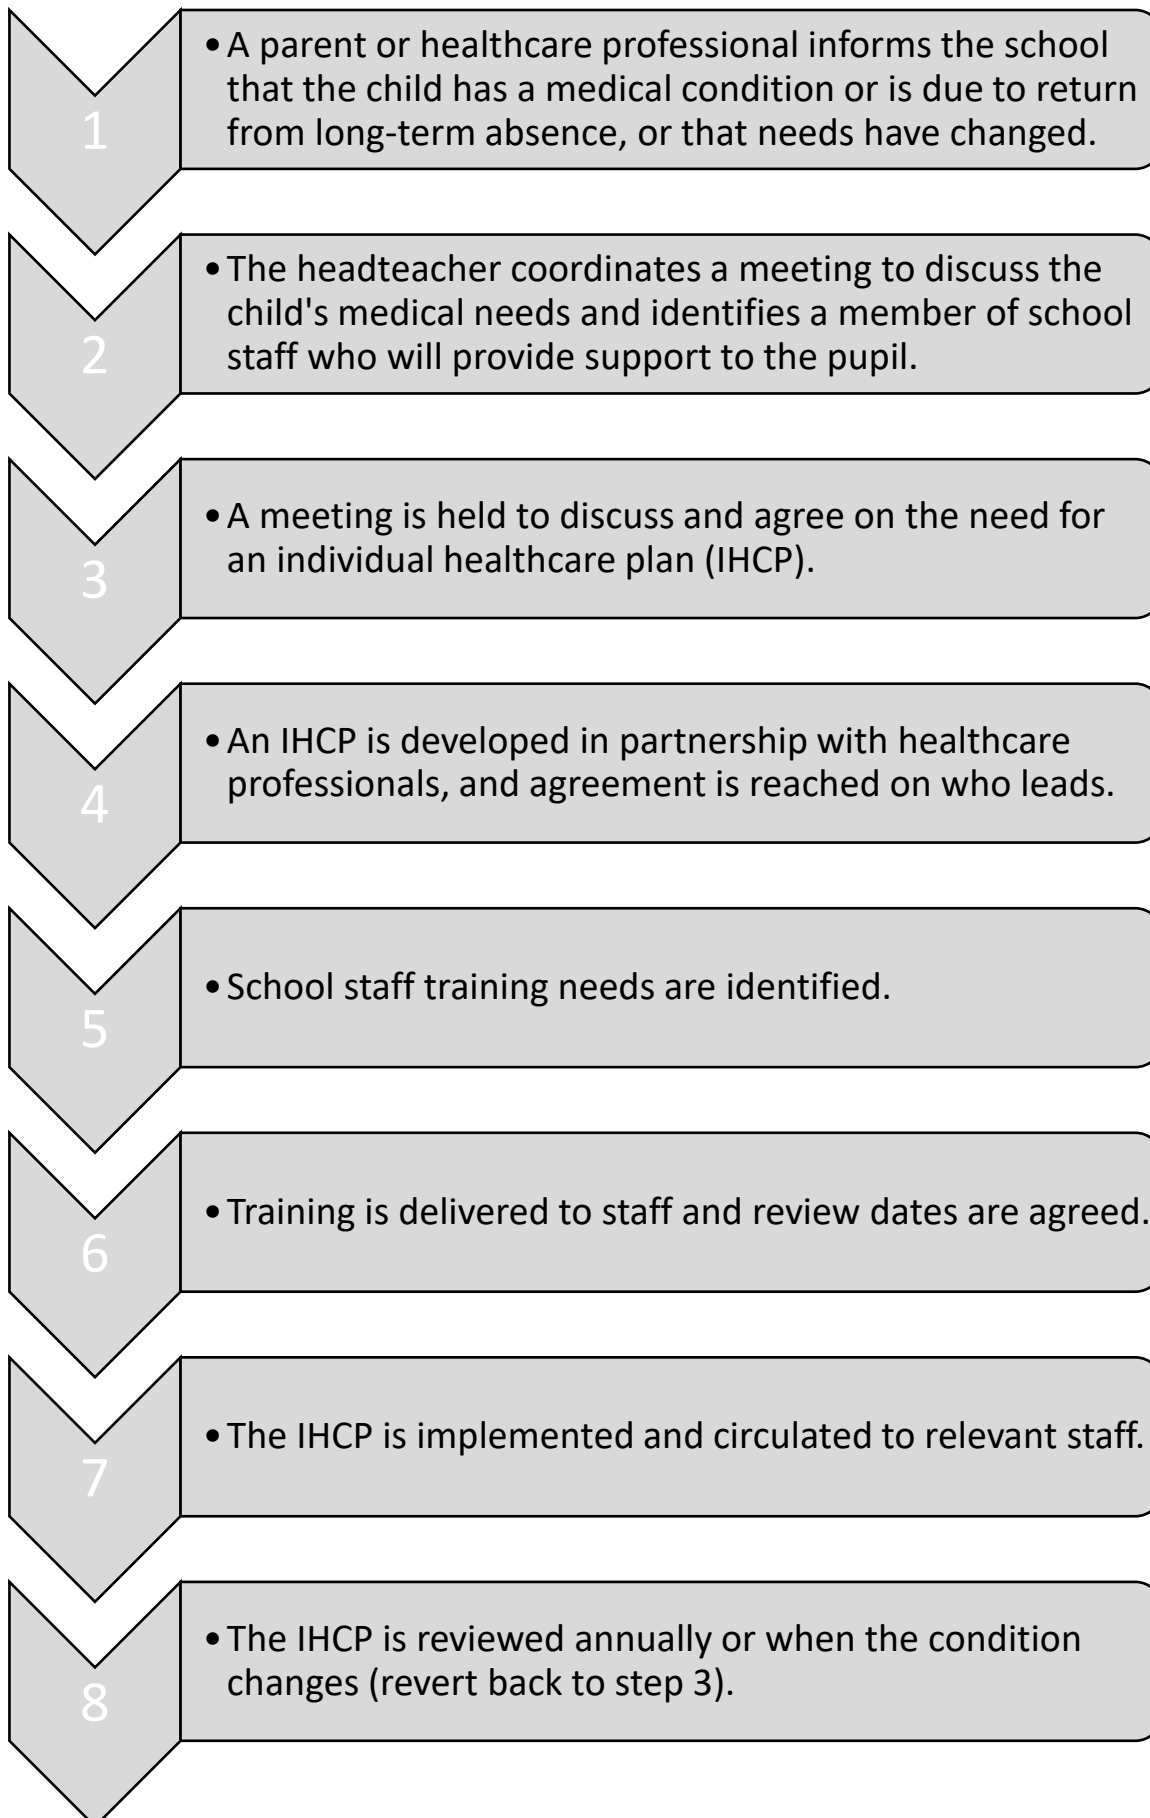 1
• A parent or healthcare professional informs the school
that the child has a medical condition or is due to return
from long-term absence, or that needs have changed.
2
• The headteacher coordinates a meeting to discuss the
child's medical needs and identifies a member of school
staff who will provide support to the pupil.
3
• A meeting is held to discuss and agree on the need for
an individual healthcare plan (IHCP).
4
• An IHCP is developed in partnership with healthcare
professionals, and agreement is reached on who leads.
5
• School staff training needs are identified.
6
• Training is delivered to staff and review dates are agreed.
7
• The IHCP is implemented and circulated to relevant staff.
8
• The IHCP is reviewed annually or when the condition
changes (revert back to step 3).